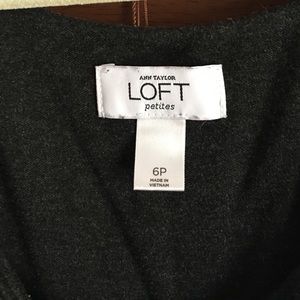 ANN TAYLOR
LOFT
petites
6P
MADE IN
VIETNAM